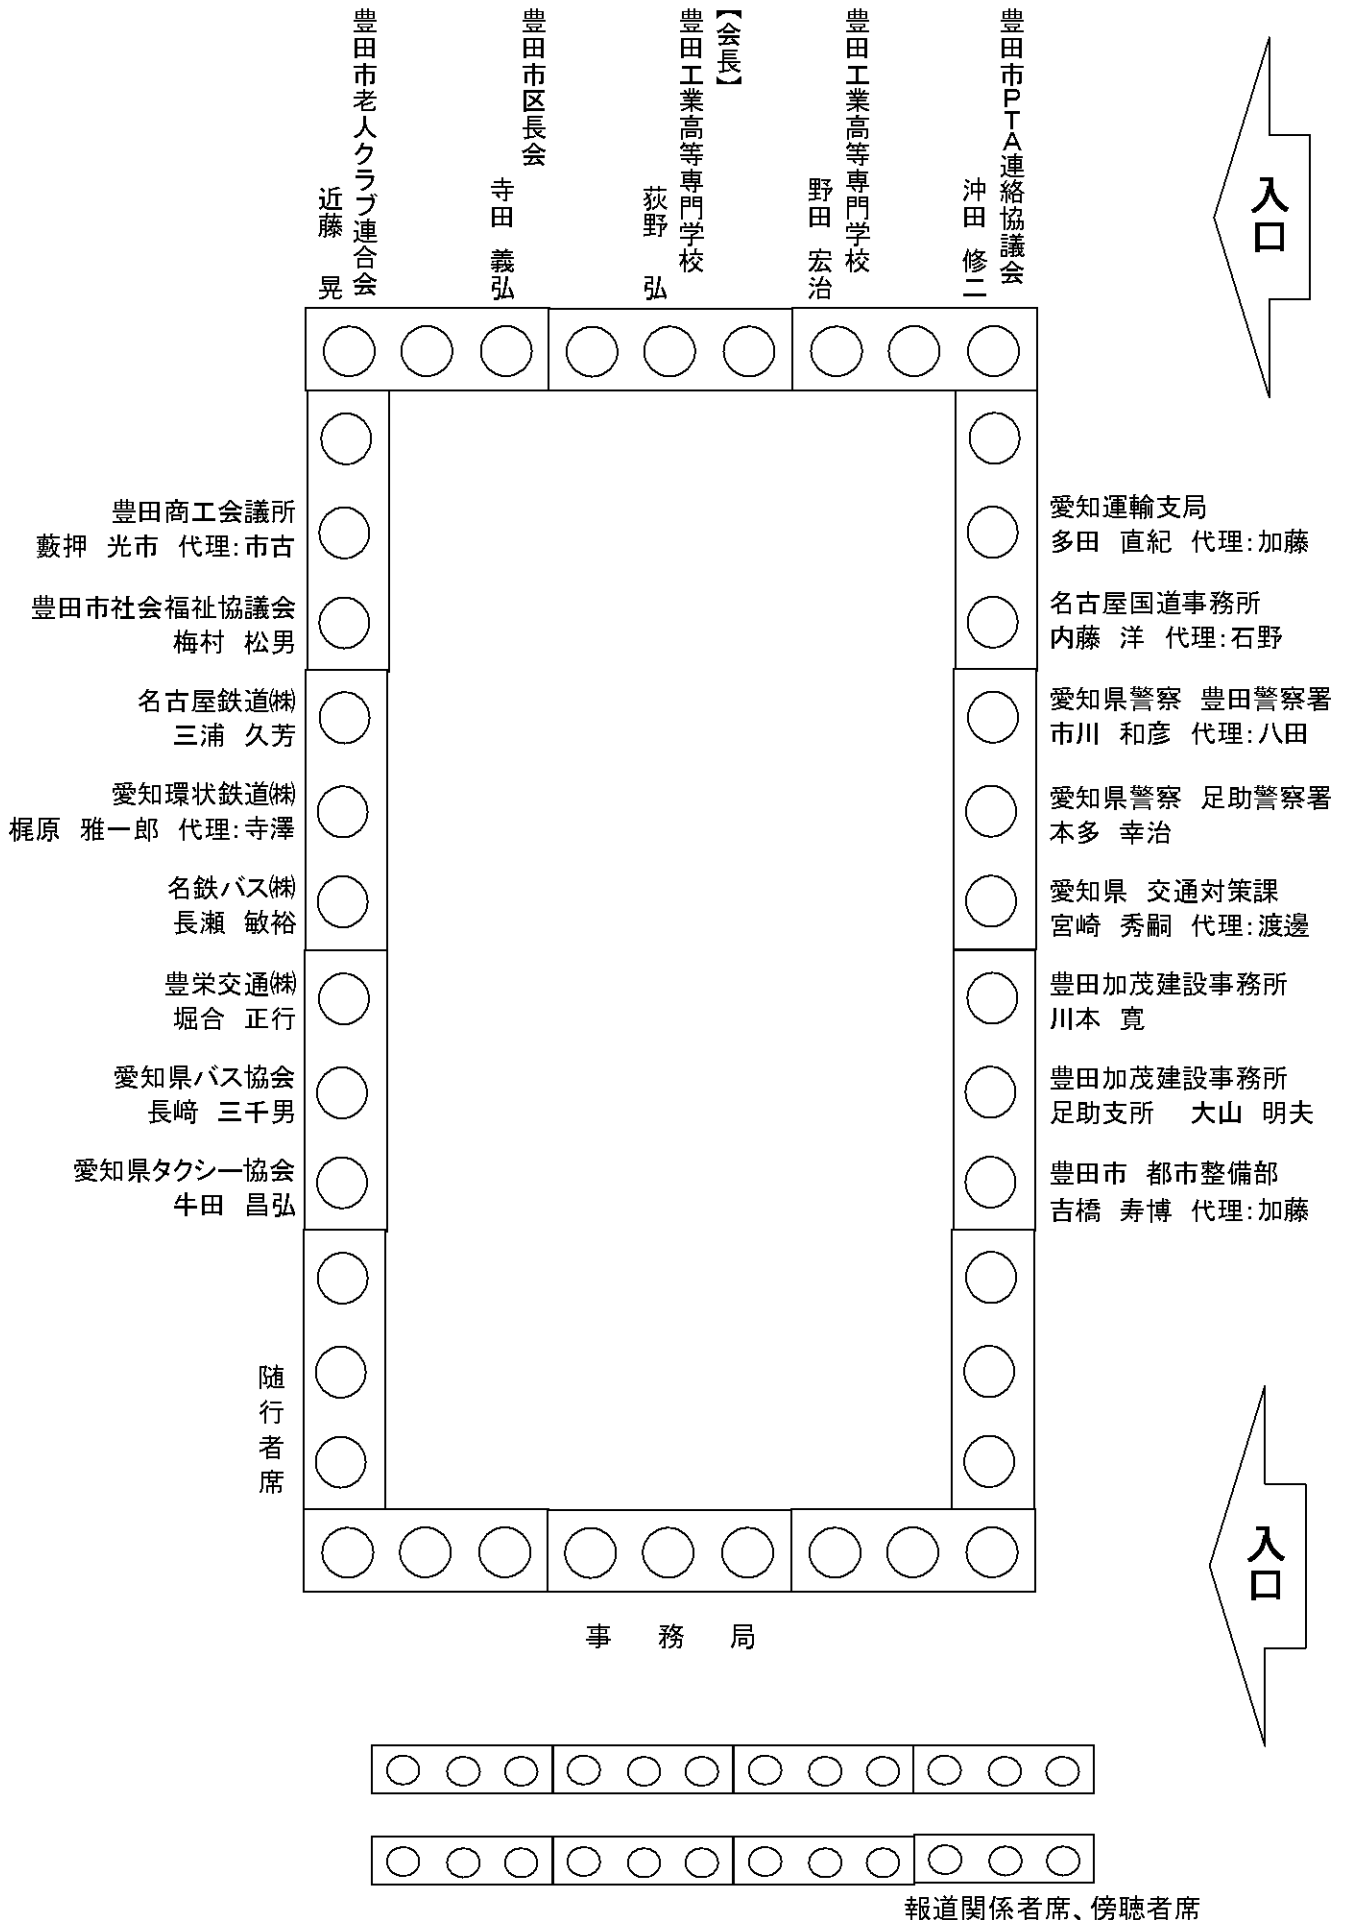 豊田市老人クラブ連合会
近藤　晃
豊田市区長会
寺田　義弘
【会長】
豊田工業高等専門学校
荻野　弘
豊田工業高等専門学校
野田　宏治
豊田市PTA連絡協議会
沖田　修二
入口
豊田商工会議所
藪押　光市　代理:市古
豊田市社会福祉協議会
梅村　松男
名古屋鉄道㈱
三浦　久芳
愛知環状鉄道㈱
梶原　雅一郎　代理:寺澤
名鉄バス㈱
長瀬　敏裕
豊栄交通㈱
堀合　正行
愛知県バス協会
長﨑　三千男
愛知県タクシー協会
牛田　昌弘
随行者席
愛知運輸支局
多田　直紀　代理:加藤
名古屋国道事務所
内藤　洋　代理:石野
愛知県警察　豊田警察署
市川　和彦　代理:八田
愛知県警察　足助警察署
本多　幸治
愛知県　交通対策課
宮崎　秀嗣　代理:渡邊
豊田加茂建設事務所
川本　寛
豊田加茂建設事務所
足助支所　大山　明夫
豊田市　都市整備部
吉橋　寿博　代理:加藤
入口
事　務　局
報道関係者席、傍聴者席